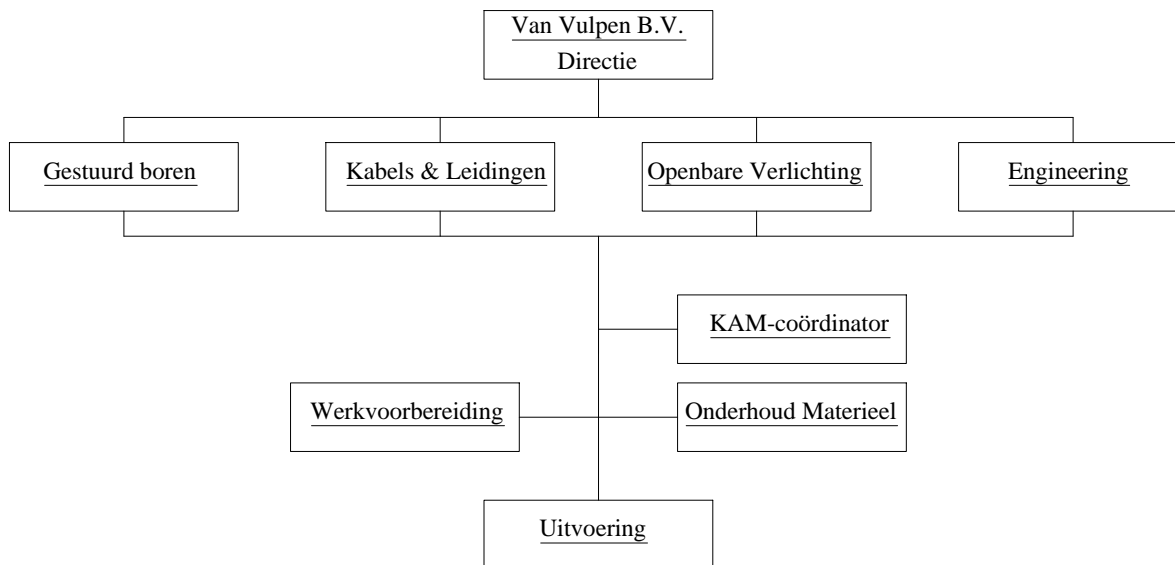 Van Vulpen B.V.
Directie
Gestuurd boren
Kabels & Leidingen
Openbare Verlichting
Engineering
KAM-coördinator
Werkvoorbereiding
Onderhoud Materieel
Uitvoering